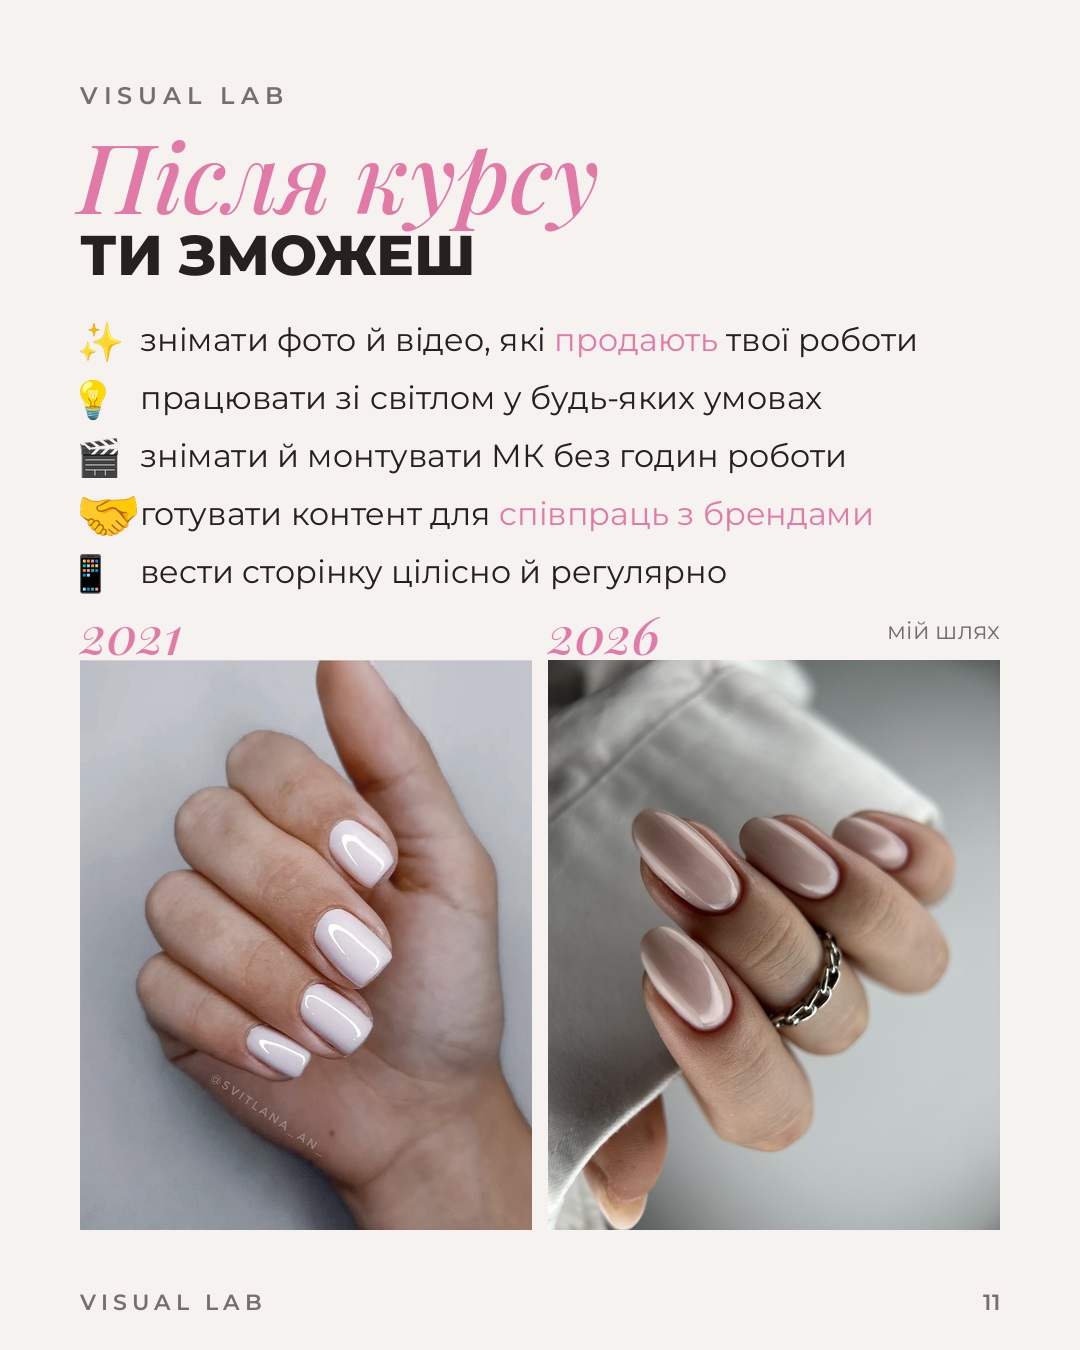 VISUAL LAB
Після курсу
ТИ ЗМОЖЕШ
✨ знімати фото й відео, які продають твої роботи
💡 працювати зі світлом у будь-яких умовах
🎬 знімати й монтувати МК без годин роботи
🤝 готувати контент для співпраць з брендами
📱 вести сторінку цілісно й регулярно
2021
2026
мій шлях
@SVITLANA_AN_
VISUAL LAB
11